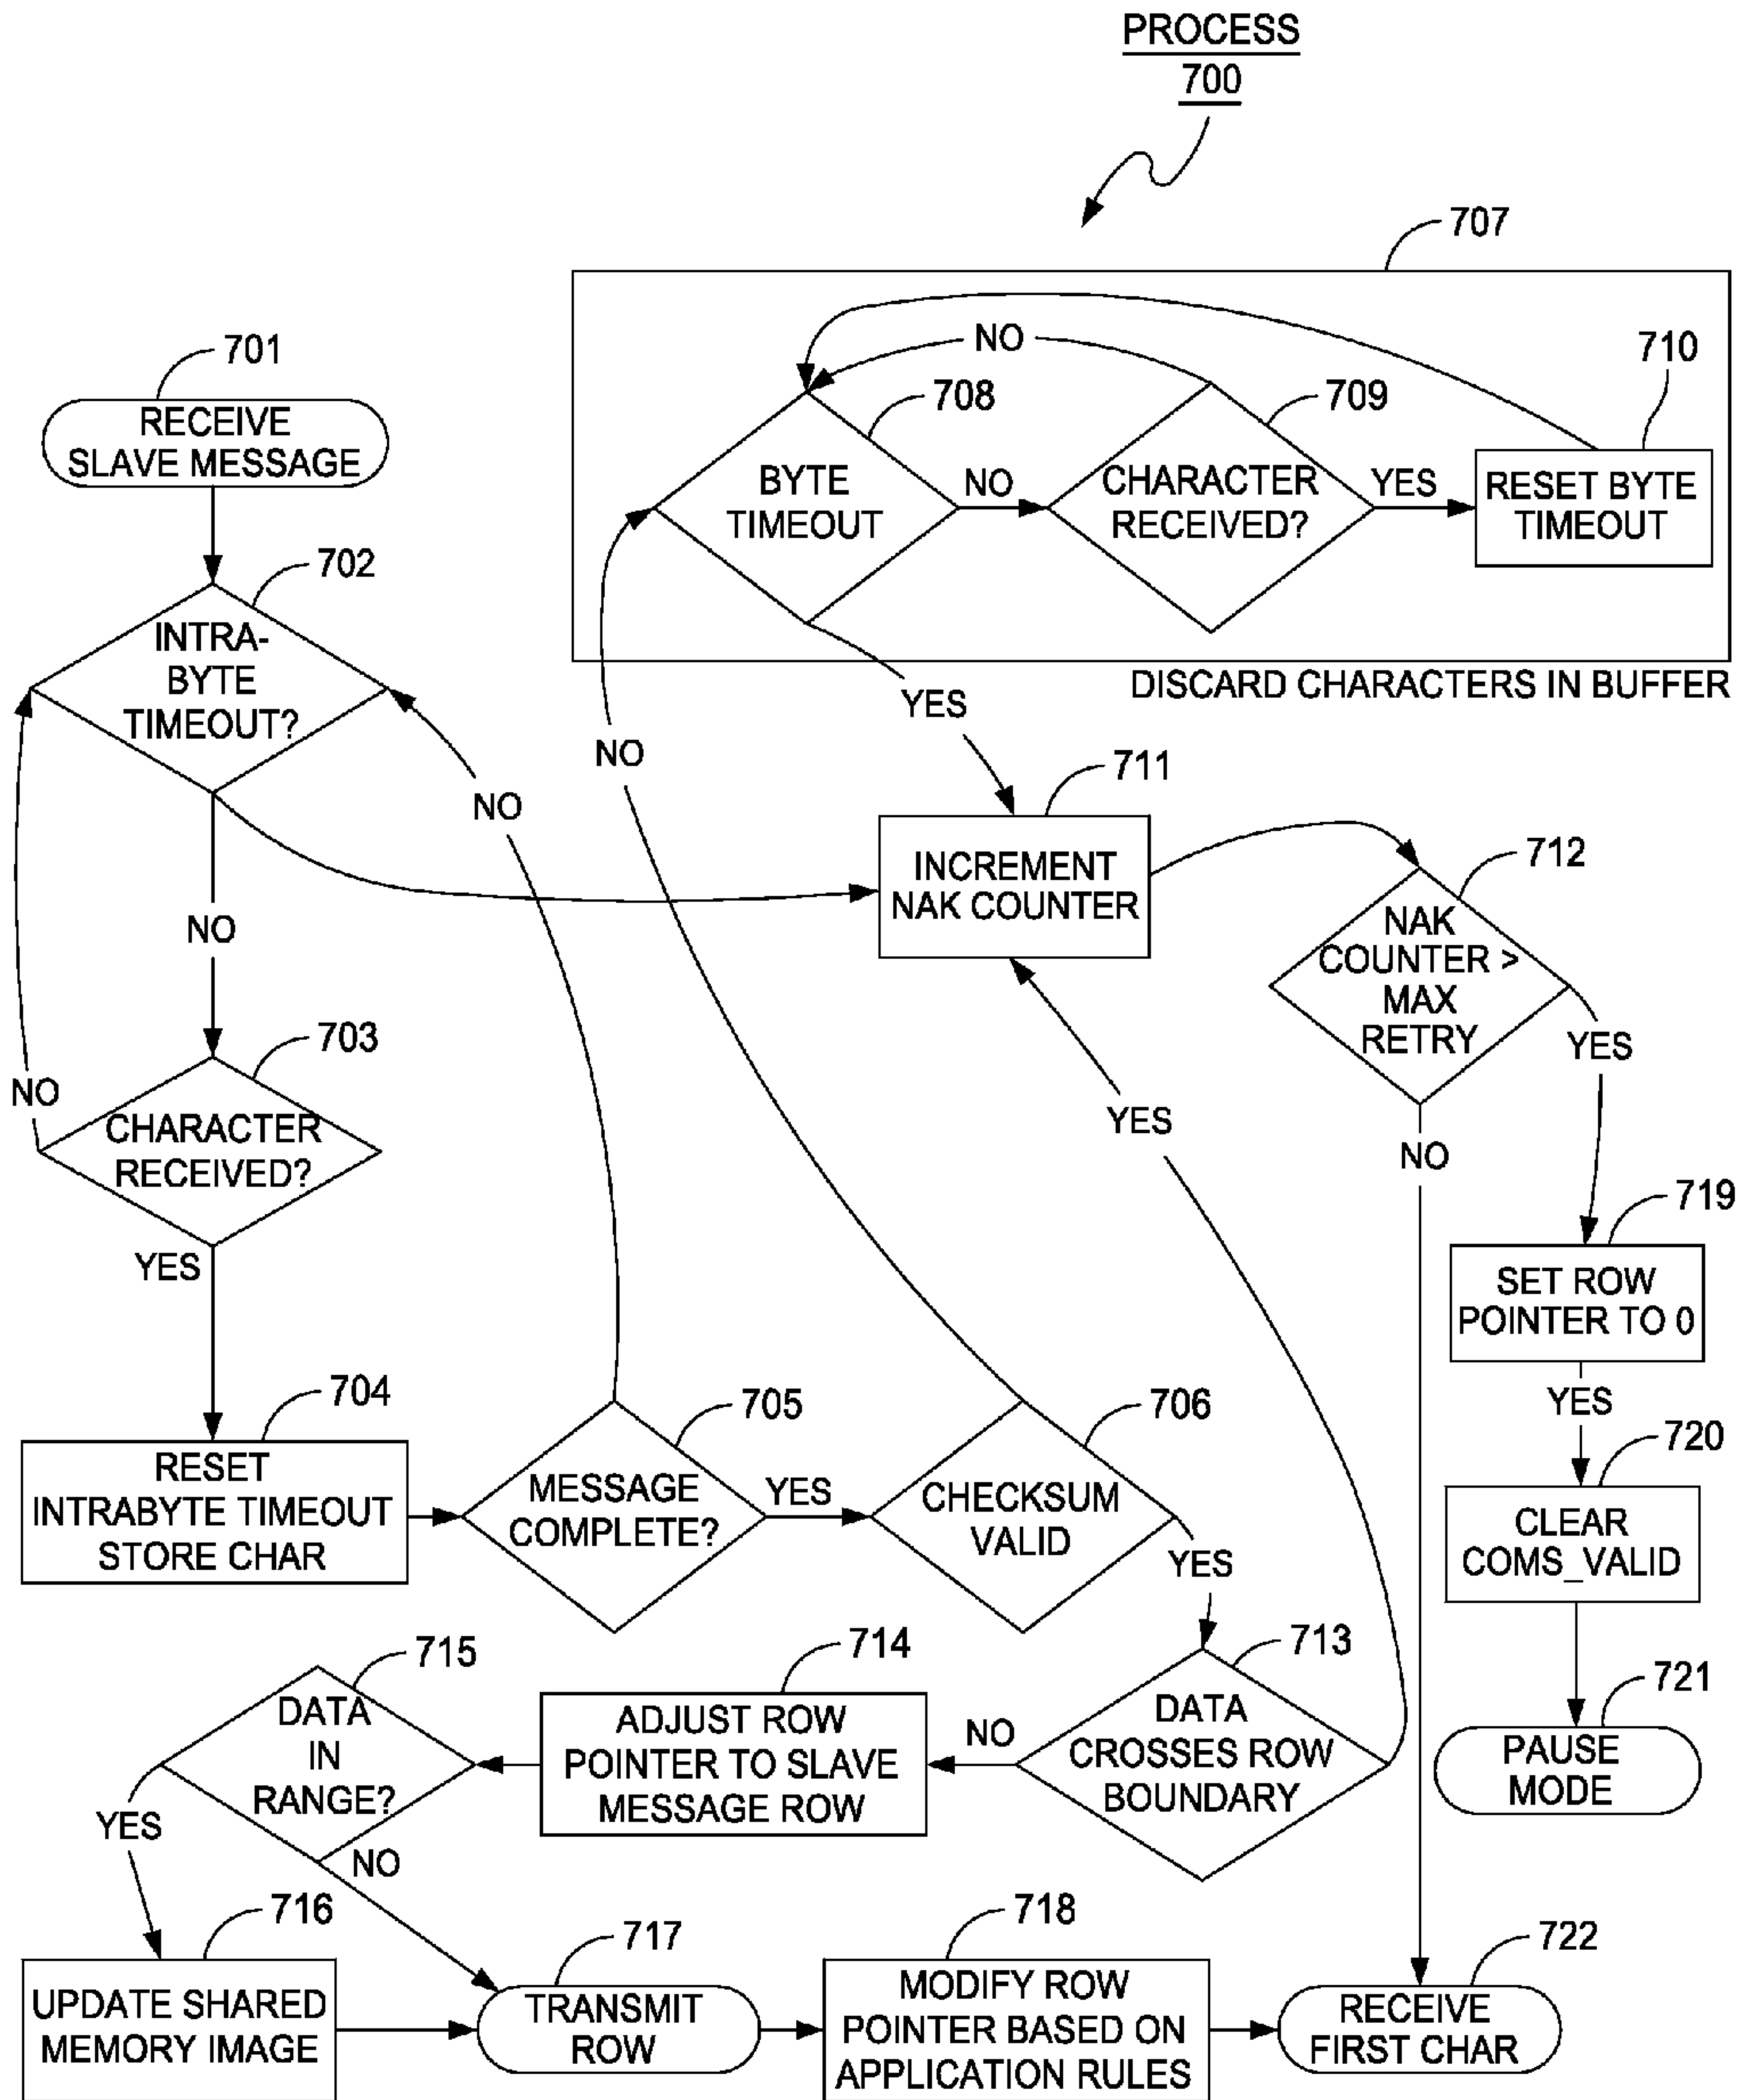 PROCESS
700
707
701
RECEIVE
SLAVE MESSAGE
NO
708
709
710
BYTE
TIMEOUT
NO
CHARACTER
RECEIVED?
YES
RESET BYTE
TIMEOUT
DISCARD CHARACTERS IN BUFFER
702
INTRA-
BYTE
TIMEOUT?
YES
NO
NO
711
INCREMENT
NAK COUNTER
712
NAK
COUNTER >
MAX
RETRY
YES
NO
NO
703
NO
CHARACTER
RECEIVED?
YES
YES
719
SET ROW
POINTER TO 0
YES
704
RESET
INTRABYTE TIMEOUT
STORE CHAR
705
MESSAGE
COMPLETE?
YES
706
CHECKSUM
VALID
YES
720
CLEAR
COMS_VALID
721
PAUSE
MODE
713
DATA
CROSSES ROW
BOUNDARY
NO
714
ADJUST ROW
POINTER TO SLAVE
MESSAGE ROW
715
DATA
IN
RANGE?
YES
NO
716
UPDATE SHARED
MEMORY IMAGE
717
TRANSMIT
ROW
718
MODIFY ROW
POINTER BASED ON
APPLICATION RULES
722
RECEIVE
FIRST CHAR